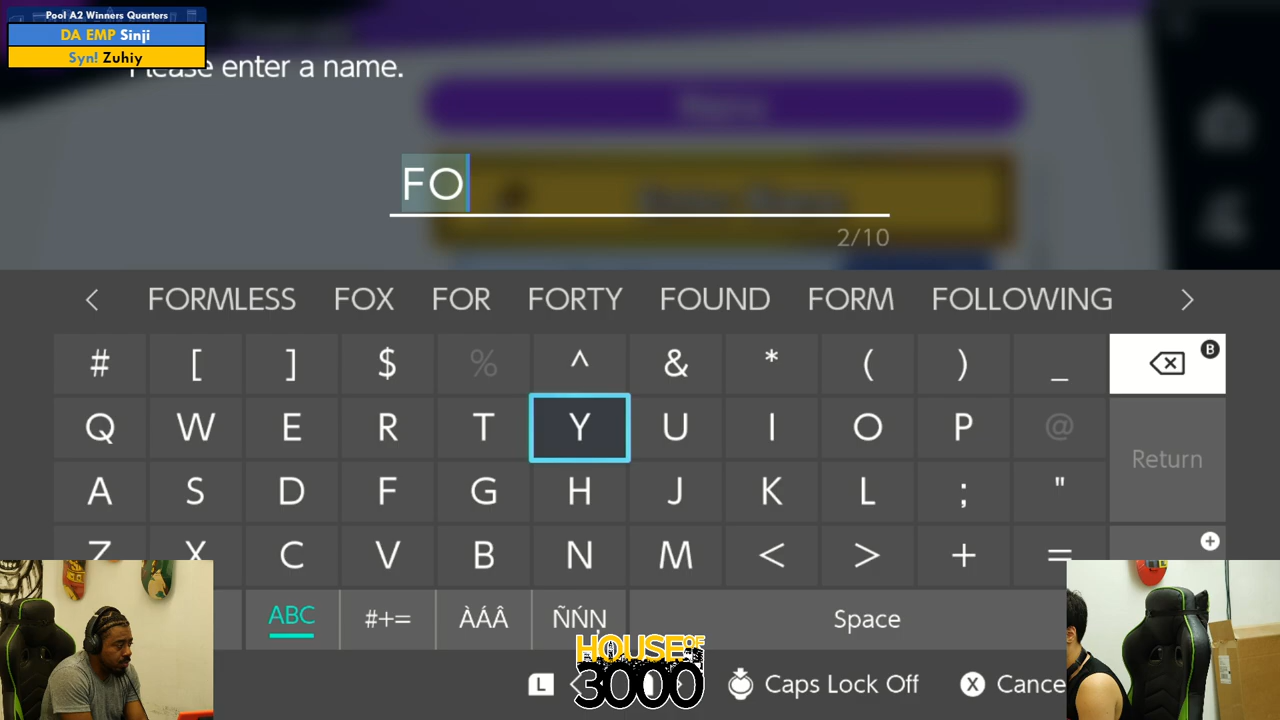 Pool A2 Winners Quarters
DA EMP Sinji
Syn! Zuhiy
Please enter a name.
FO
2/10
FORMLESS FOX FOR FORTY FOUND FORM FOLLOWING
# [ ] $ % ^ & * ( ) _ B
Q W E R T Y U I O P @
Return
A S D F G H J K L ; "
Z X C V B N M < > + = +
ABC #+= ÀÁÂ ÑŃŅ Space
HOUSE OF
3000
L Caps Lock Off X Cance